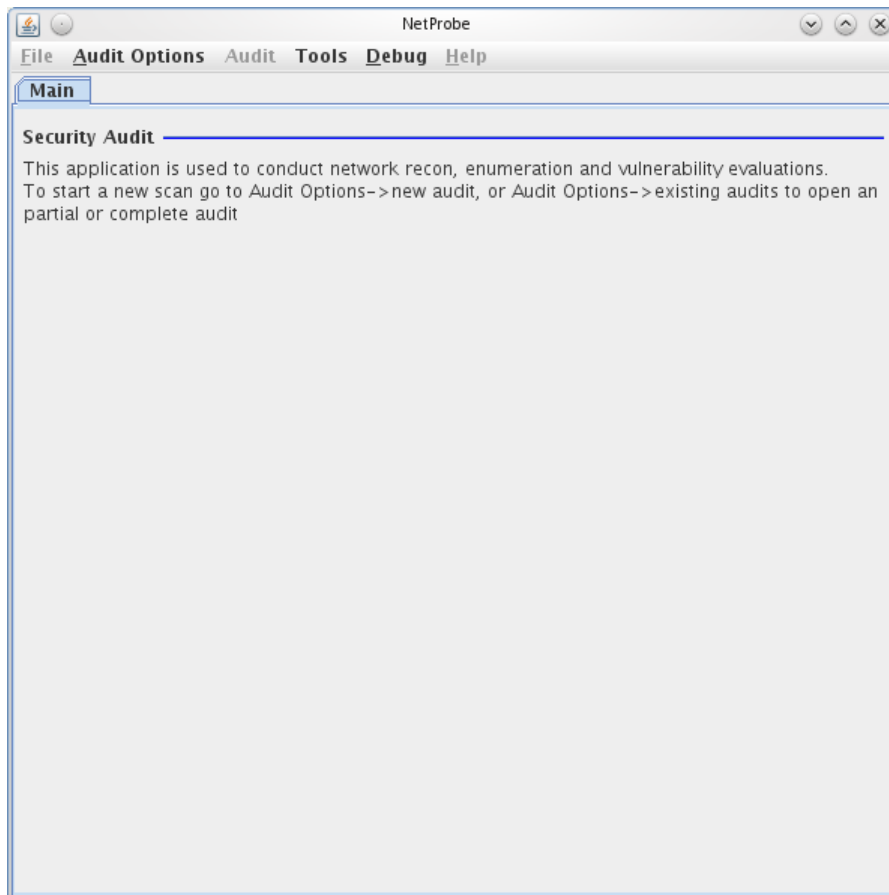 NetProbe
File Audit Options Audit Tools Debug Help
Main
Security Audit
This application is used to conduct network recon, enumeration and vulnerability evaluations.
To start a new scan go to Audit Options->new audit, or Audit Options->existing audits to open an
partial or complete audit